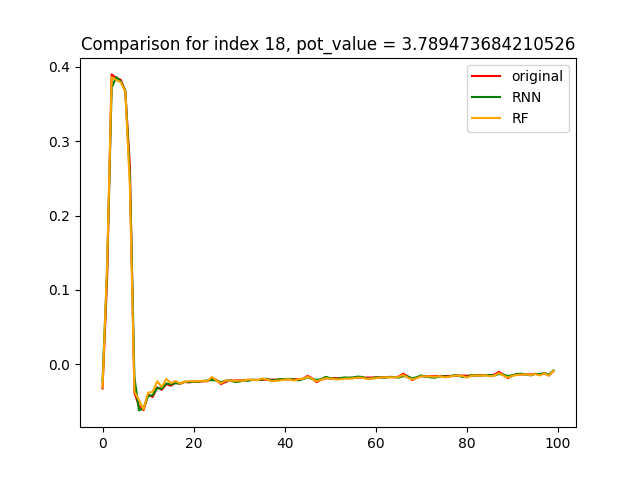 Comparison for index 18, pot_value = 3.789473684210526
original
RNN
RF
0.4
0.3
0.2
0.1
0.0
0 20 40 60 80 100